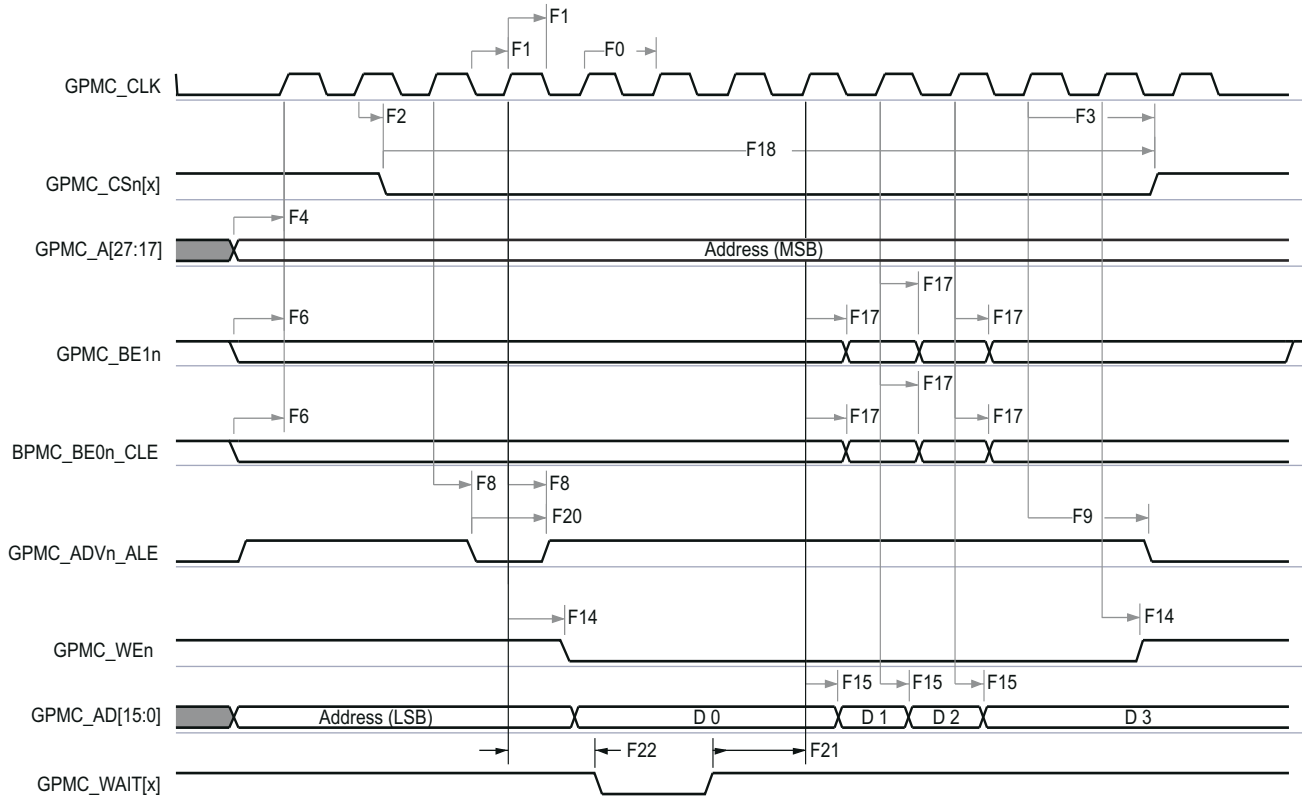 F1
F1
F0
GPMC_CLK
F2
F3
F18
GPMC_CSn[x]
F4
GPMC_A[27:17]
Address (MSB)
F17
F6
F17
F17
GPMC_BE1n
F17
F6
F17
F17
BPMC_BE0n_CLE
F8
F8
F20
F9
GPMC_ADVn_ALE
F14
F14
GPMC_WEn
F15
F15
F15
GPMC_AD[15:0]
Address (LSB)
D 0
D 1
D 2
D 3
F22
F21
GPMC_WAIT[x]